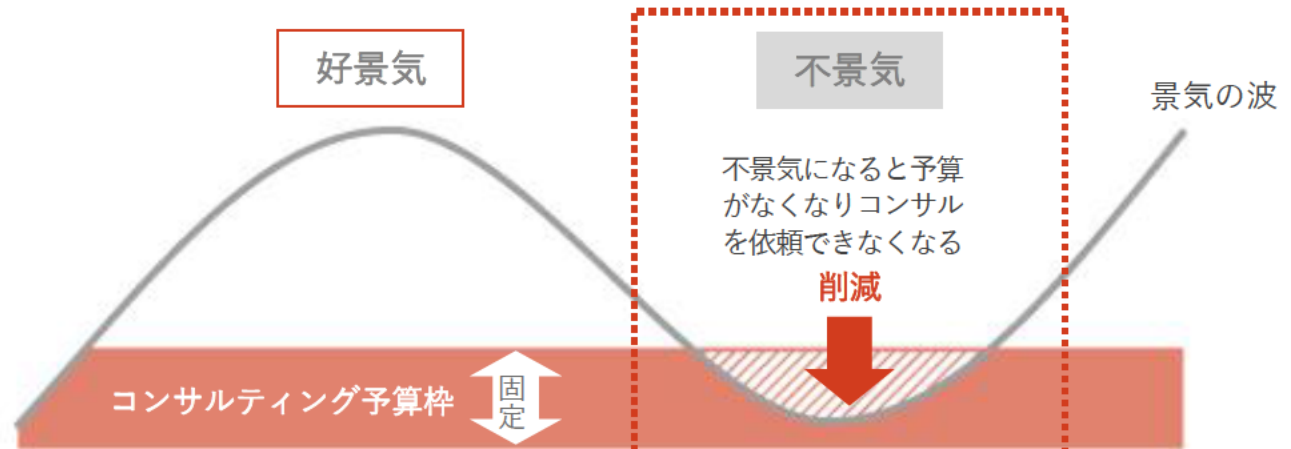 好景気
不景気
景気の波
不景気になると予算
がなくなりコンサル
を依頼できなくなる
削減
コンサルティング予算枠
固
定